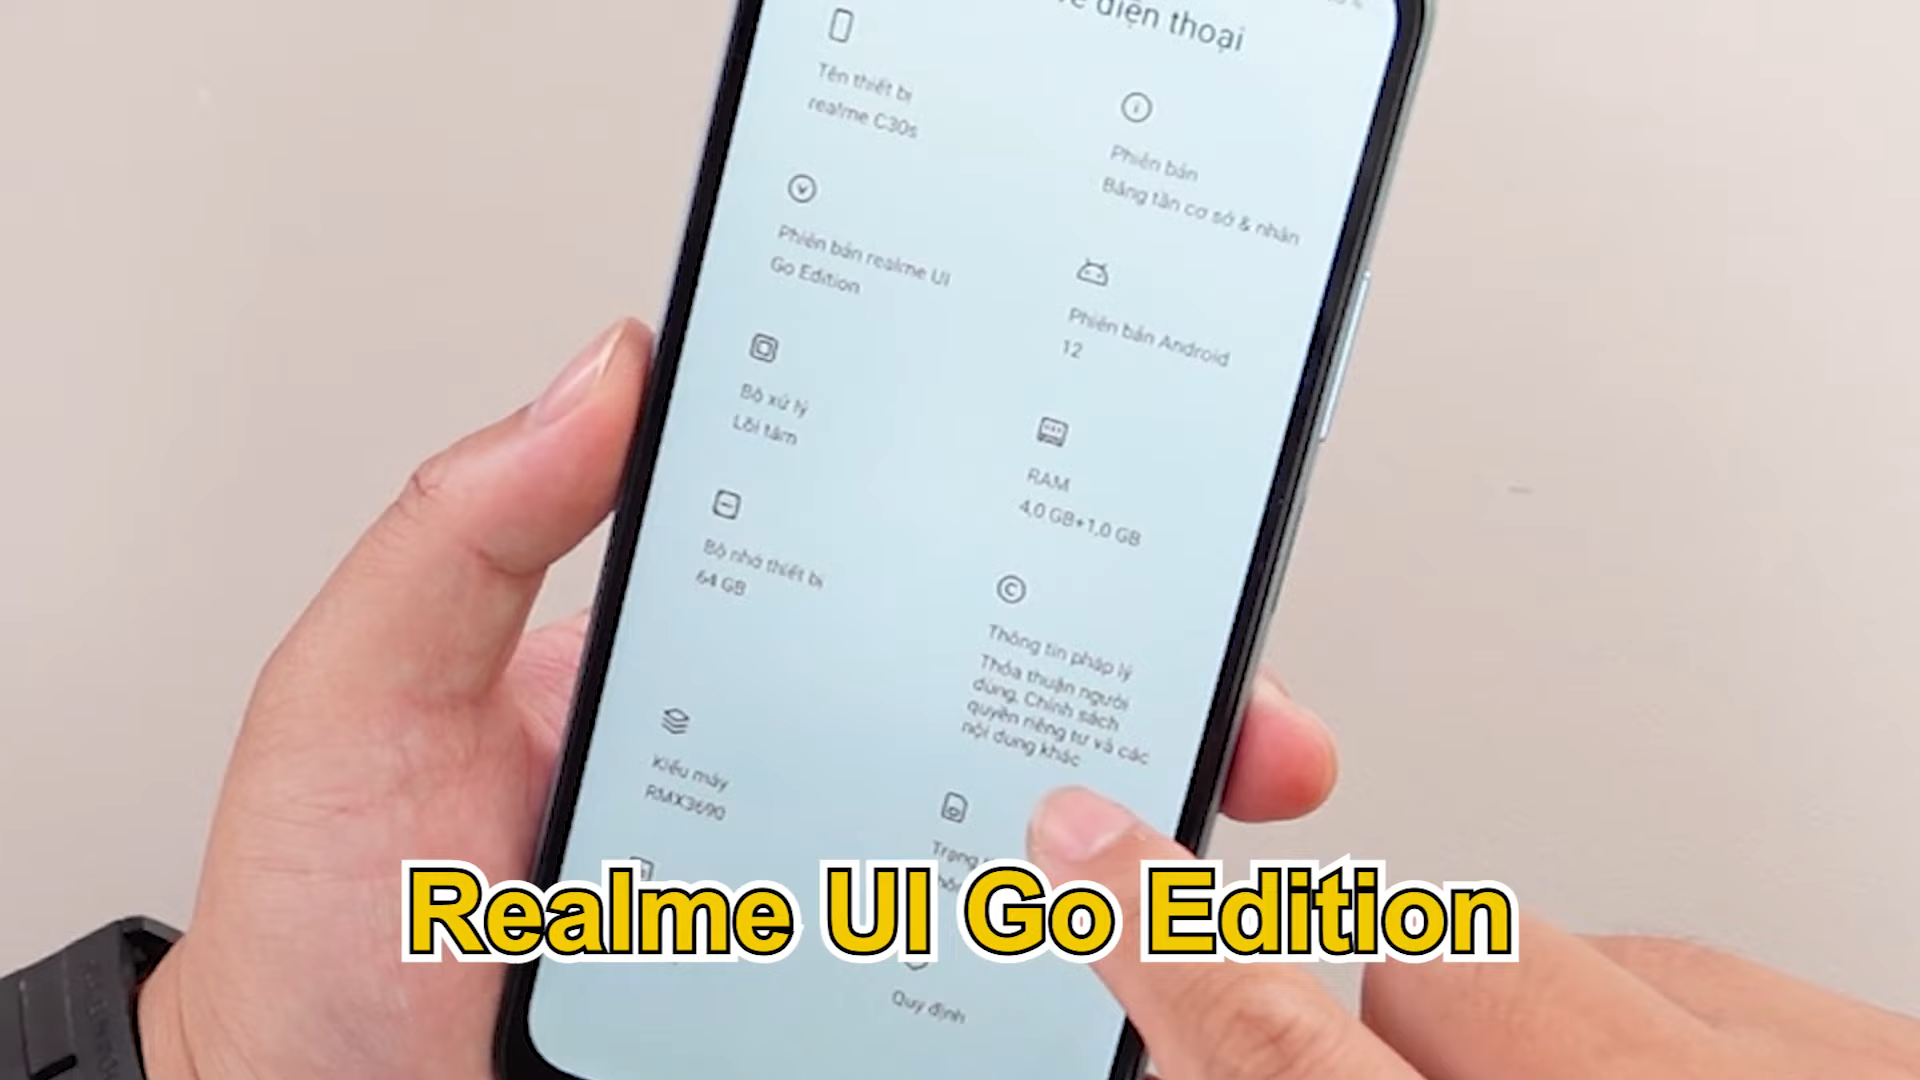 điện thoại
Tên thiết bị
realme C30s
Phiên bản
Băng tần cơ sở & nhân
Phiên bản realme UI
Go Edition
Phiên bản Android
12
Bộ xử lý
Lõi tám
RAM
4,0 GB+1,0 GB
Bộ nhớ thiết bị
64 GB
Thông tin pháp lý
Thỏa thuận người
dùng, Chính sách
quyền riêng tư và các
nội dung khác
Kiểu máy
RMX3690
Trạng
Realme UI Go Edition
Quy định